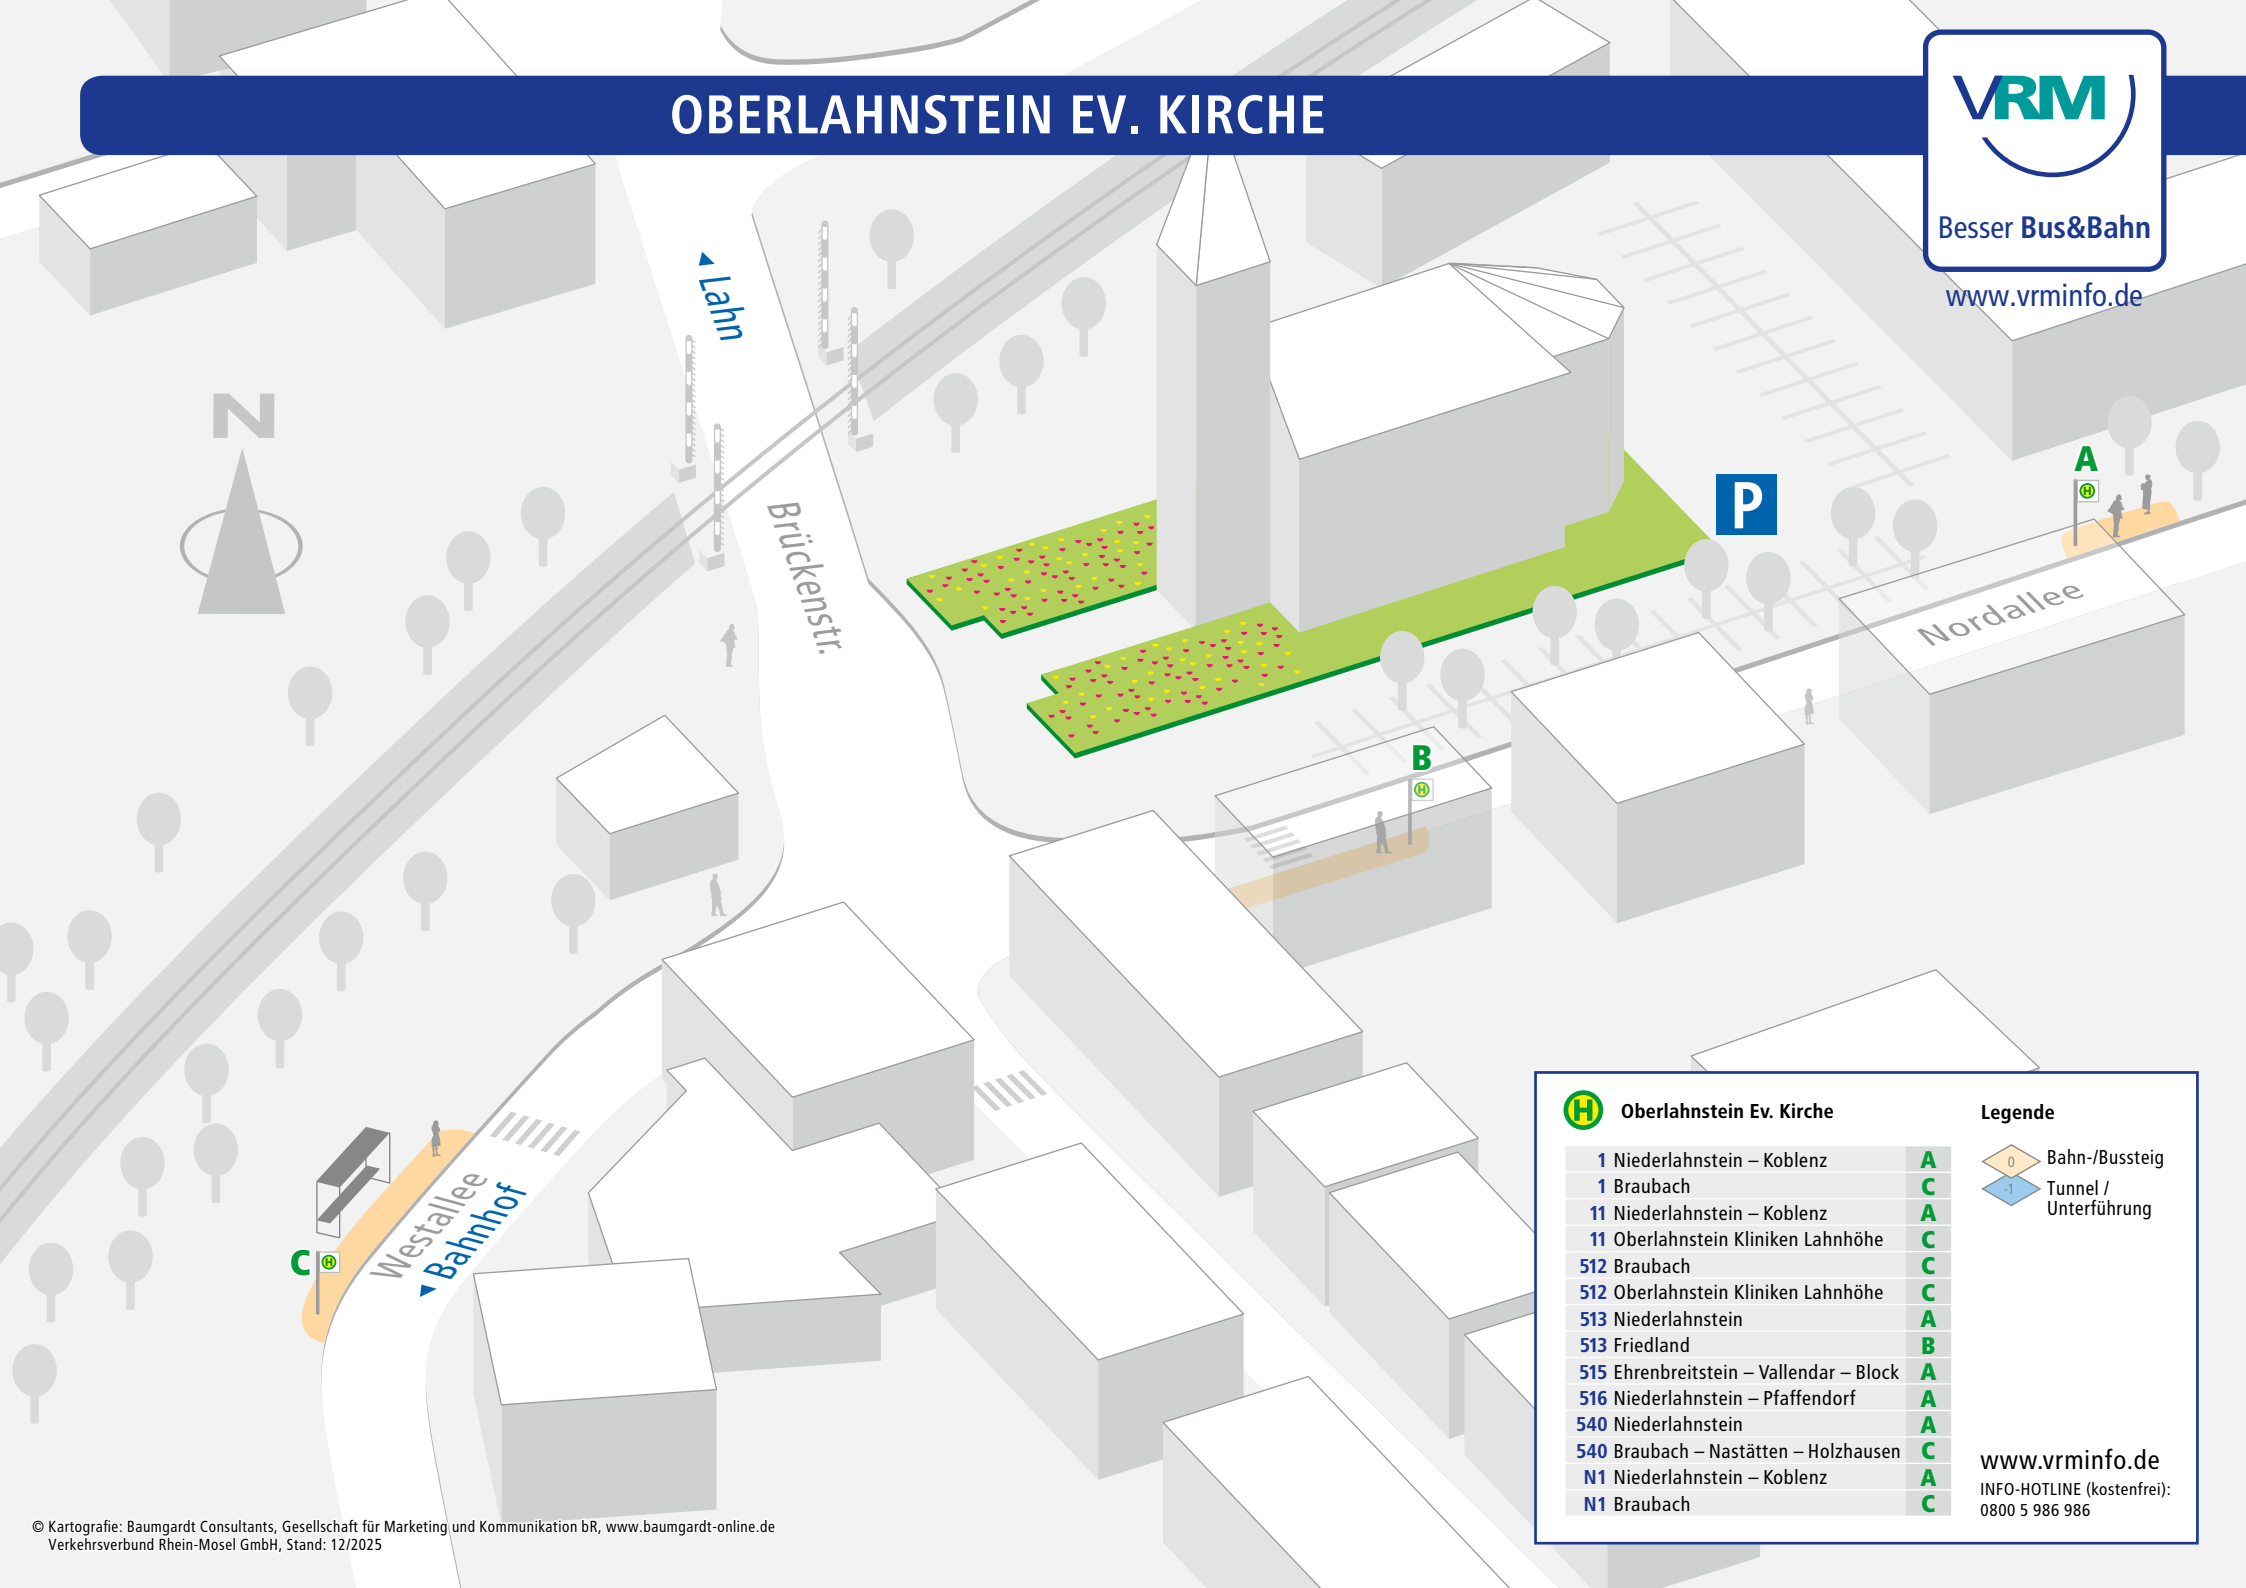 OBERLAHNSTEIN EV. KIRCHE
VRM
Besser Bus&Bahn
www.vrminfo.de
Lahn
N
Brückenstr.
P
A
H
Nordallee
B
H
Westallee
Bahnhof
C
H
H Oberlahnstein Ev. Kirche
1 Niederlahnstein – Koblenz A
1 Braubach C
11 Niederlahnstein – Koblenz A
11 Oberlahnstein Kliniken Lahnhöhe C
512 Braubach C
512 Oberlahnstein Kliniken Lahnhöhe C
513 Niederlahnstein A
513 Friedland B
515 Ehrenbreitstein – Vallendar – Block A
516 Niederlahnstein – Pfaffendorf A
540 Niederlahnstein A
540 Braubach – Nastätten – Holzhausen C
N1 Niederlahnstein – Koblenz A
N1 Braubach C
Legende
0 Bahn-/Bussteig
-1 Tunnel /
Unterführung
www.vrminfo.de
INFO-HOTLINE (kostenfrei):
0800 5 986 986
© Kartografie: Baumgardt Consultants, Gesellschaft für Marketing und Kommunikation bR, www.baumgardt-online.de
Verkehrsverbund Rhein-Mosel GmbH, Stand: 12/2025